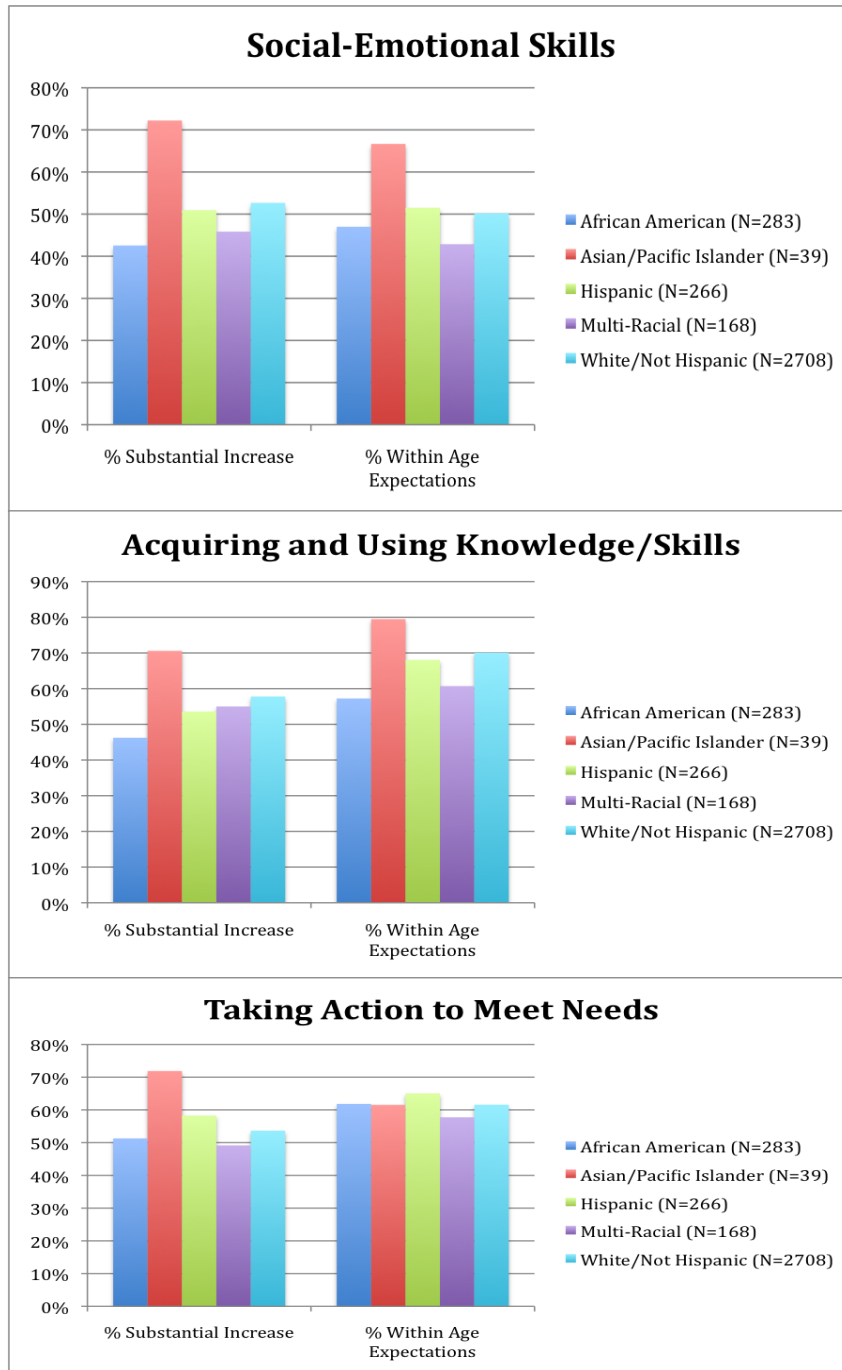 Social-Emotional Skills
80%
70%
60%
50%
40%
30%
20%
10%
0%
% Substantial Increase
% Within Age
Expectations
African American (N=283)
Asian/Pacific Islander (N=39)
Hispanic (N=266)
Multi-Racial (N=168)
White/Not Hispanic (N=2708)
Acquiring and Using Knowledge/Skills
90%
80%
70%
60%
50%
40%
30%
20%
10%
0%
% Substantial Increase
% Within Age
Expectations
African American (N=283)
Asian/Pacific Islander (N=39)
Hispanic (N=266)
Multi-Racial (N=168)
White/Not Hispanic (N=2708)
Taking Action to Meet Needs
80%
70%
60%
50%
40%
30%
20%
10%
0%
% Substantial Increase
% Within Age
Expectations
African American (N=283)
Asian/Pacific Islander (N=39)
Hispanic (N=266)
Multi-Racial (N=168)
White/Not Hispanic (N=2708)